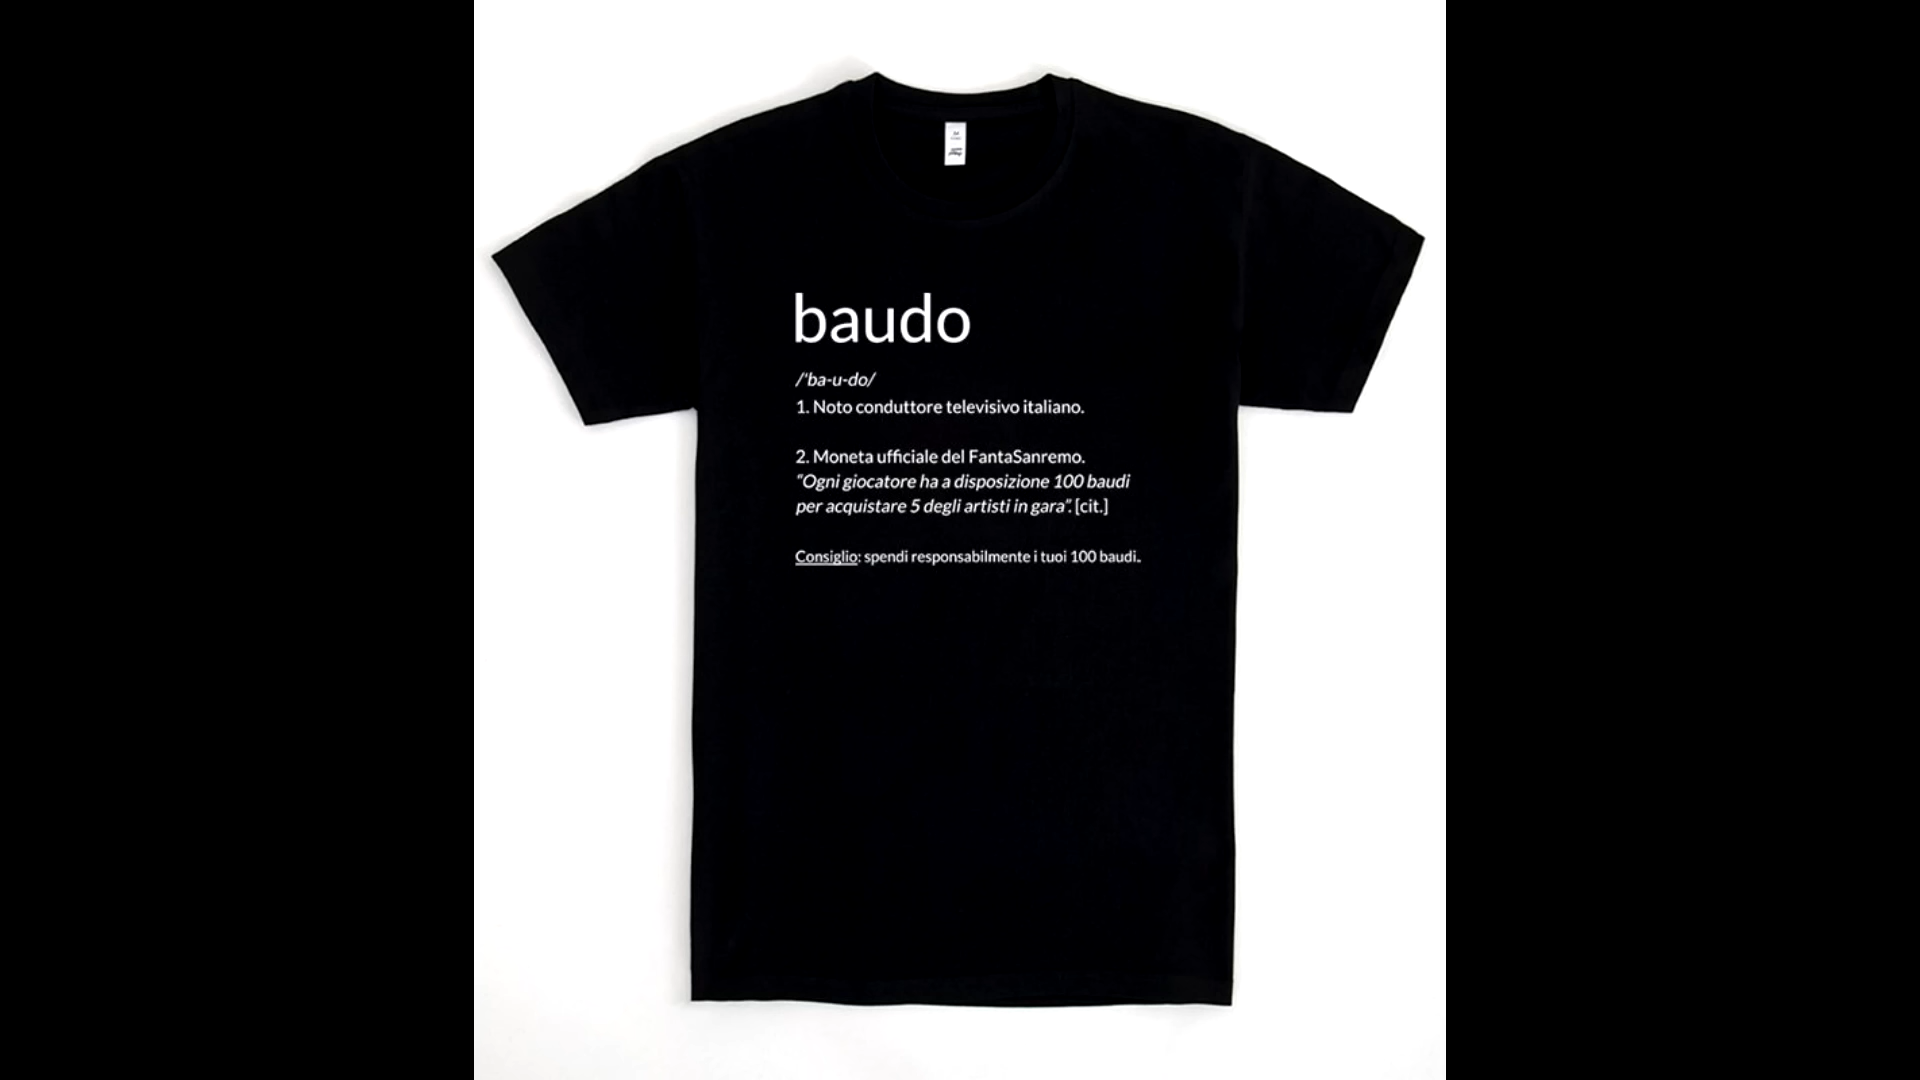 baudo
/'ba-u-do/
1. Noto conduttore televisivo italiano.
2. Moneta ufficiale del FantaSanremo.
"Ogni giocatore ha a disposizione 100 baudi
per acquistare 5 degli artisti in gara". [cit.]
Consiglio: spendi responsabilmente i tuoi 100 baudi.